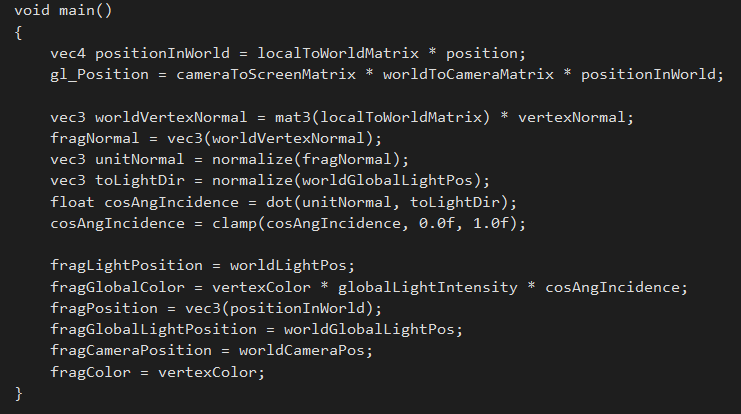 void main()
{
    vec4 positionInWorld = localToWorldMatrix * position;
    gl_Position = cameraToScreenMatrix * worldToCameraMatrix * positionInWorld;

    vec3 worldVertexNormal = mat3(localToWorldMatrix) * vertexNormal;
    fragNormal = vec3(worldVertexNormal);
    vec3 unitNormal = normalize(fragNormal);
    vec3 toLightDir = normalize(worldGlobalLightPos);
    float cosAngIncidence = dot(unitNormal, toLightDir);
    cosAngIncidence = clamp(cosAngIncidence, 0.0f, 1.0f);

    fragLightPosition = worldLightPos;
    fragGlobalColor = vertexColor * globalLightIntensity * cosAngIncidence;
    fragPosition = vec3(positionInWorld);
    fragGlobalLightPosition = worldGlobalLightPos;
    fragCameraPosition = worldCameraPos;
    fragColor = vertexColor;
}